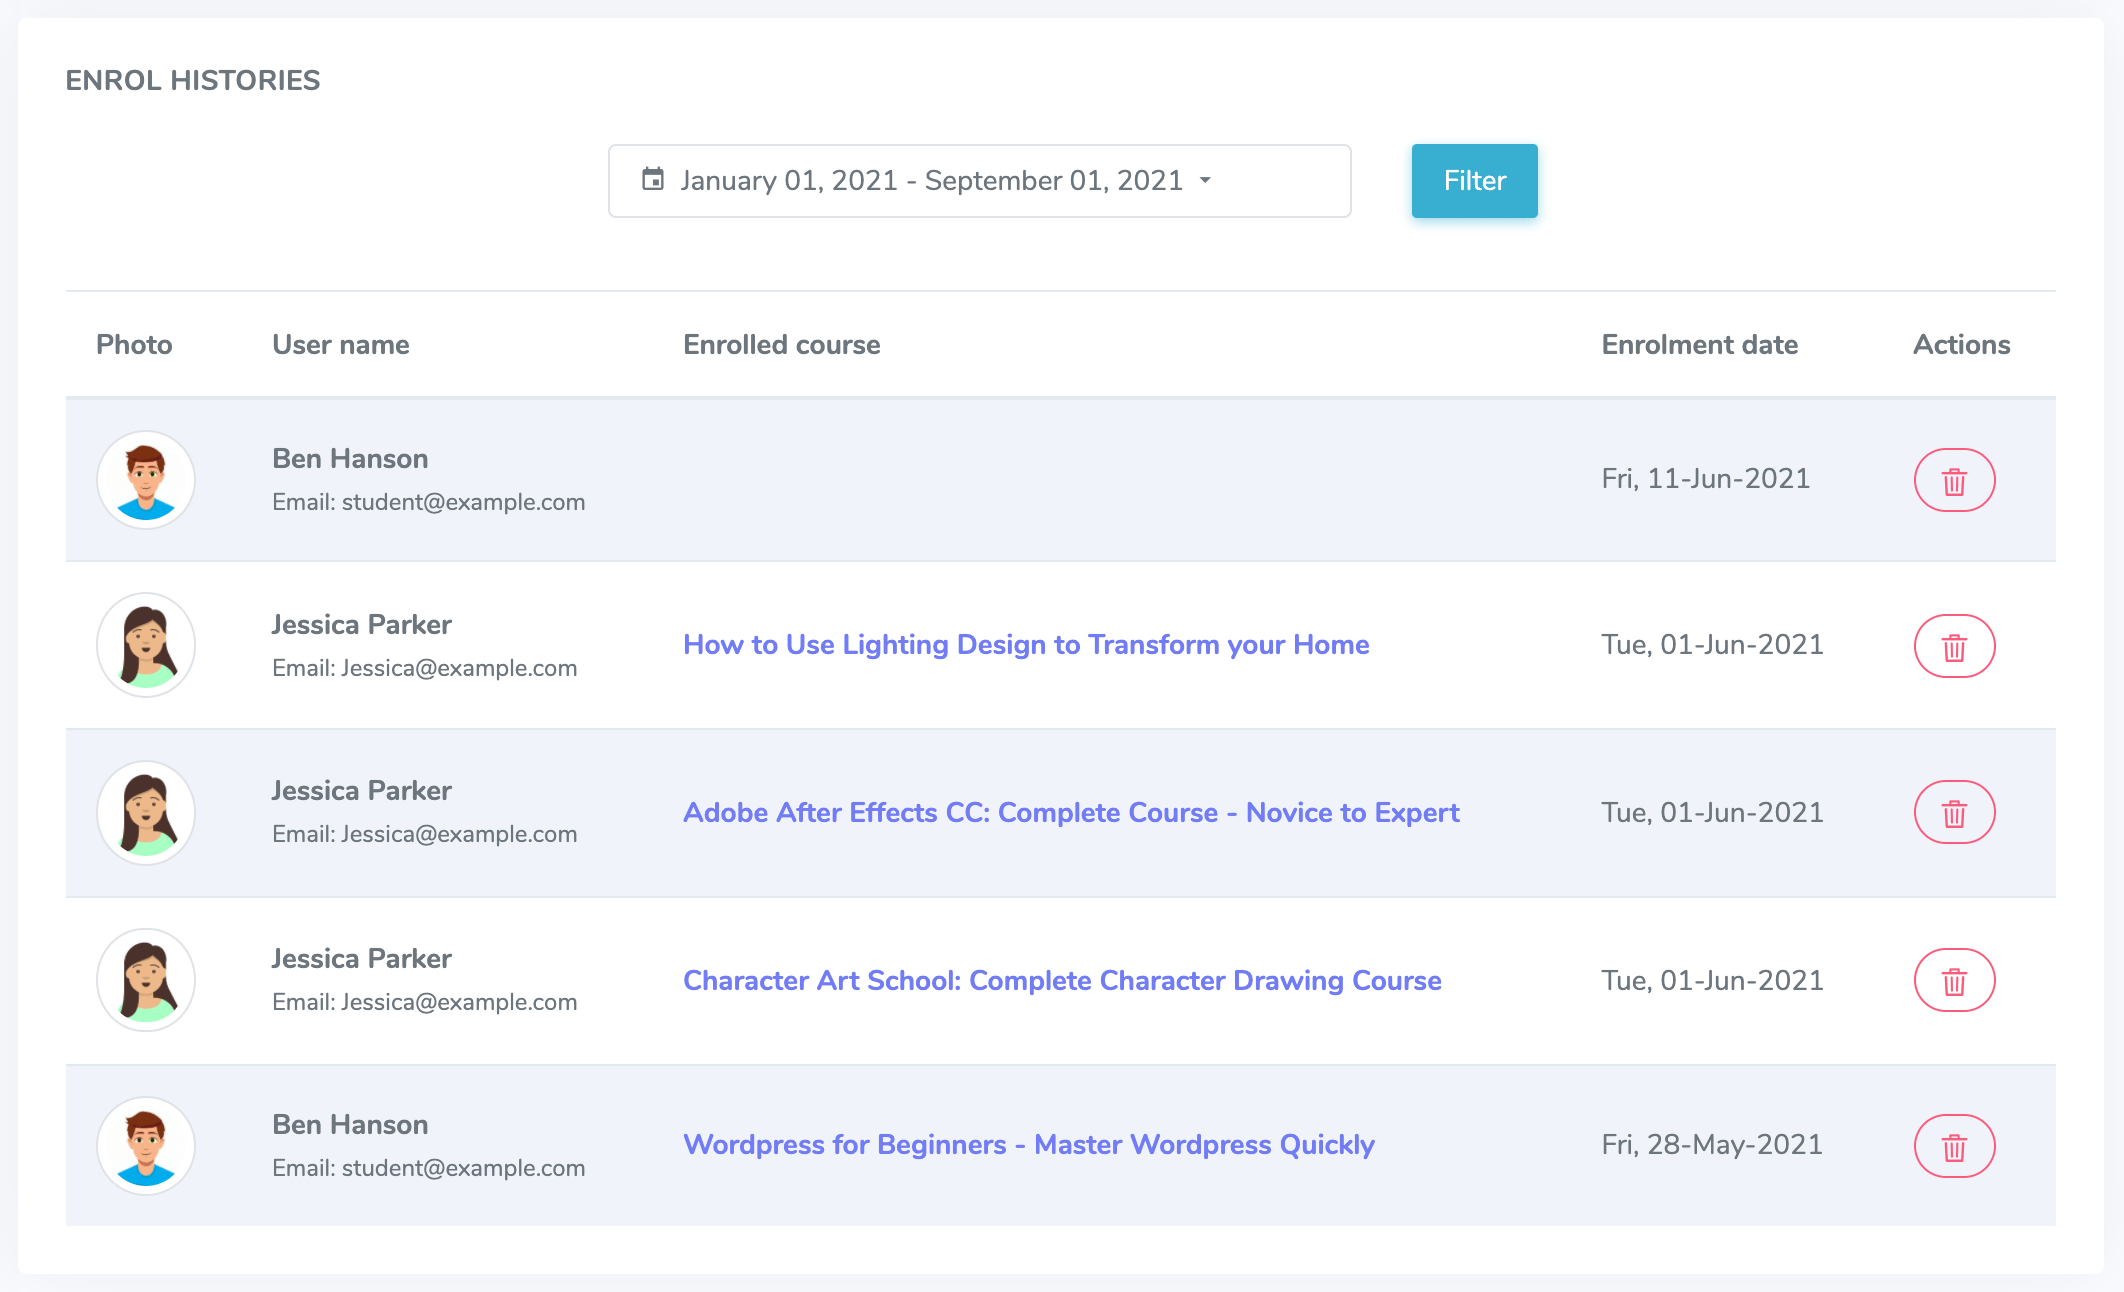 ENROL HISTORIES
January 01, 2021 - September 01, 2021
Filter
Photo User name Enrolled course Enrolment date Actions
Ben Hanson
Email: student@example.com
Fri, 11-Jun-2021
Jessica Parker
Email: Jessica@example.com
How to Use Lighting Design to Transform your Home
Tue, 01-Jun-2021
Jessica Parker
Email: Jessica@example.com
Adobe After Effects CC: Complete Course - Novice to Expert
Tue, 01-Jun-2021
Jessica Parker
Email: Jessica@example.com
Character Art School: Complete Character Drawing Course
Tue, 01-Jun-2021
Ben Hanson
Email: student@example.com
Wordpress for Beginners - Master Wordpress Quickly
Fri, 28-May-2021